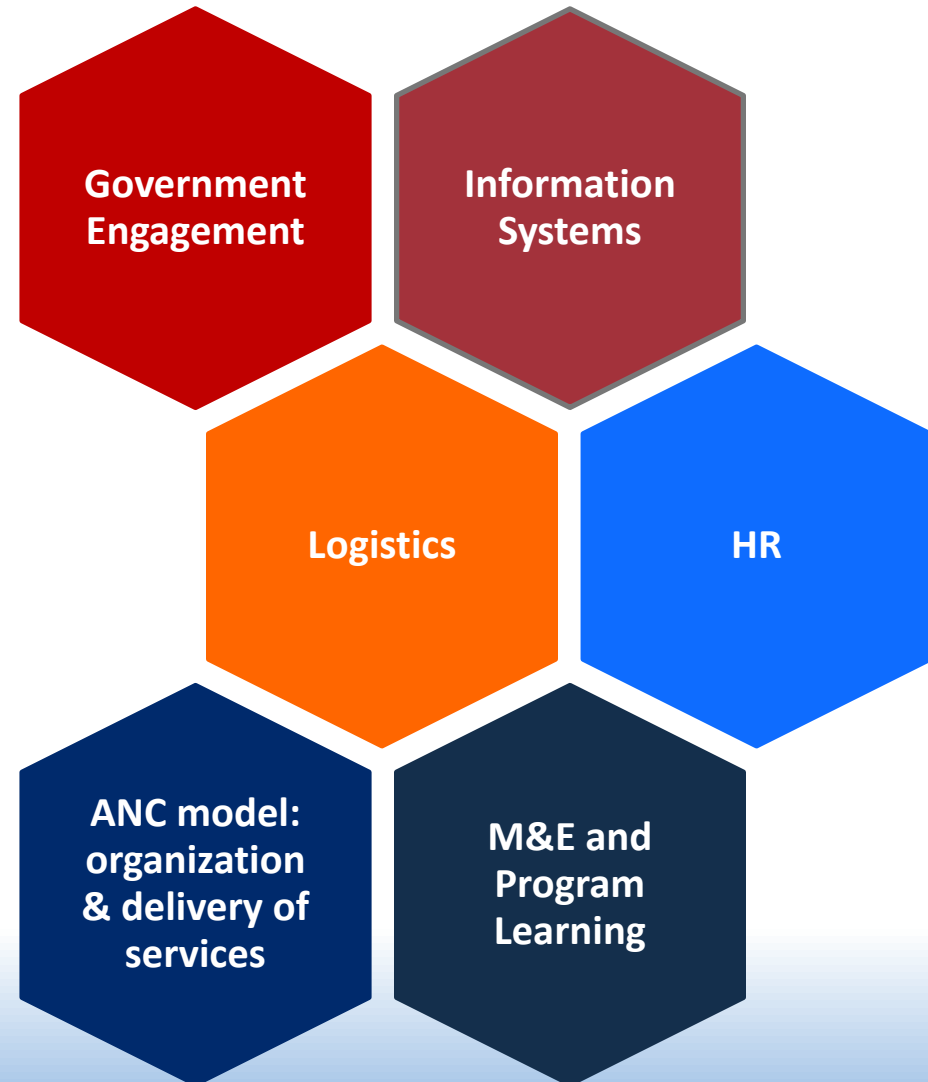 Government
Engagement
Information
Systems
Logistics
HR
ANC model:
organization
& delivery of
services
M&E and
Program
Learning